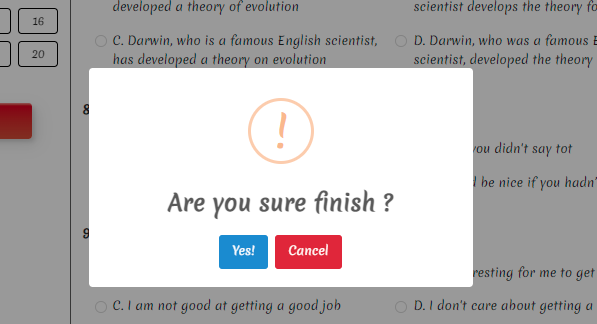 developed a theory of evolution
scientist develops the theory fo
16
C. Darwin, who is a famous English scientist,
has developed a theory on evolution
D. Darwin, who was a famous E
scientist, developed the theory
20
8
!
you didn't say tot
Are you sure finish ?
be nice if you hadn'
9
Yes!
Cancel
resting for me to get
C. I am not good at getting a good job
D. I don't care about getting a